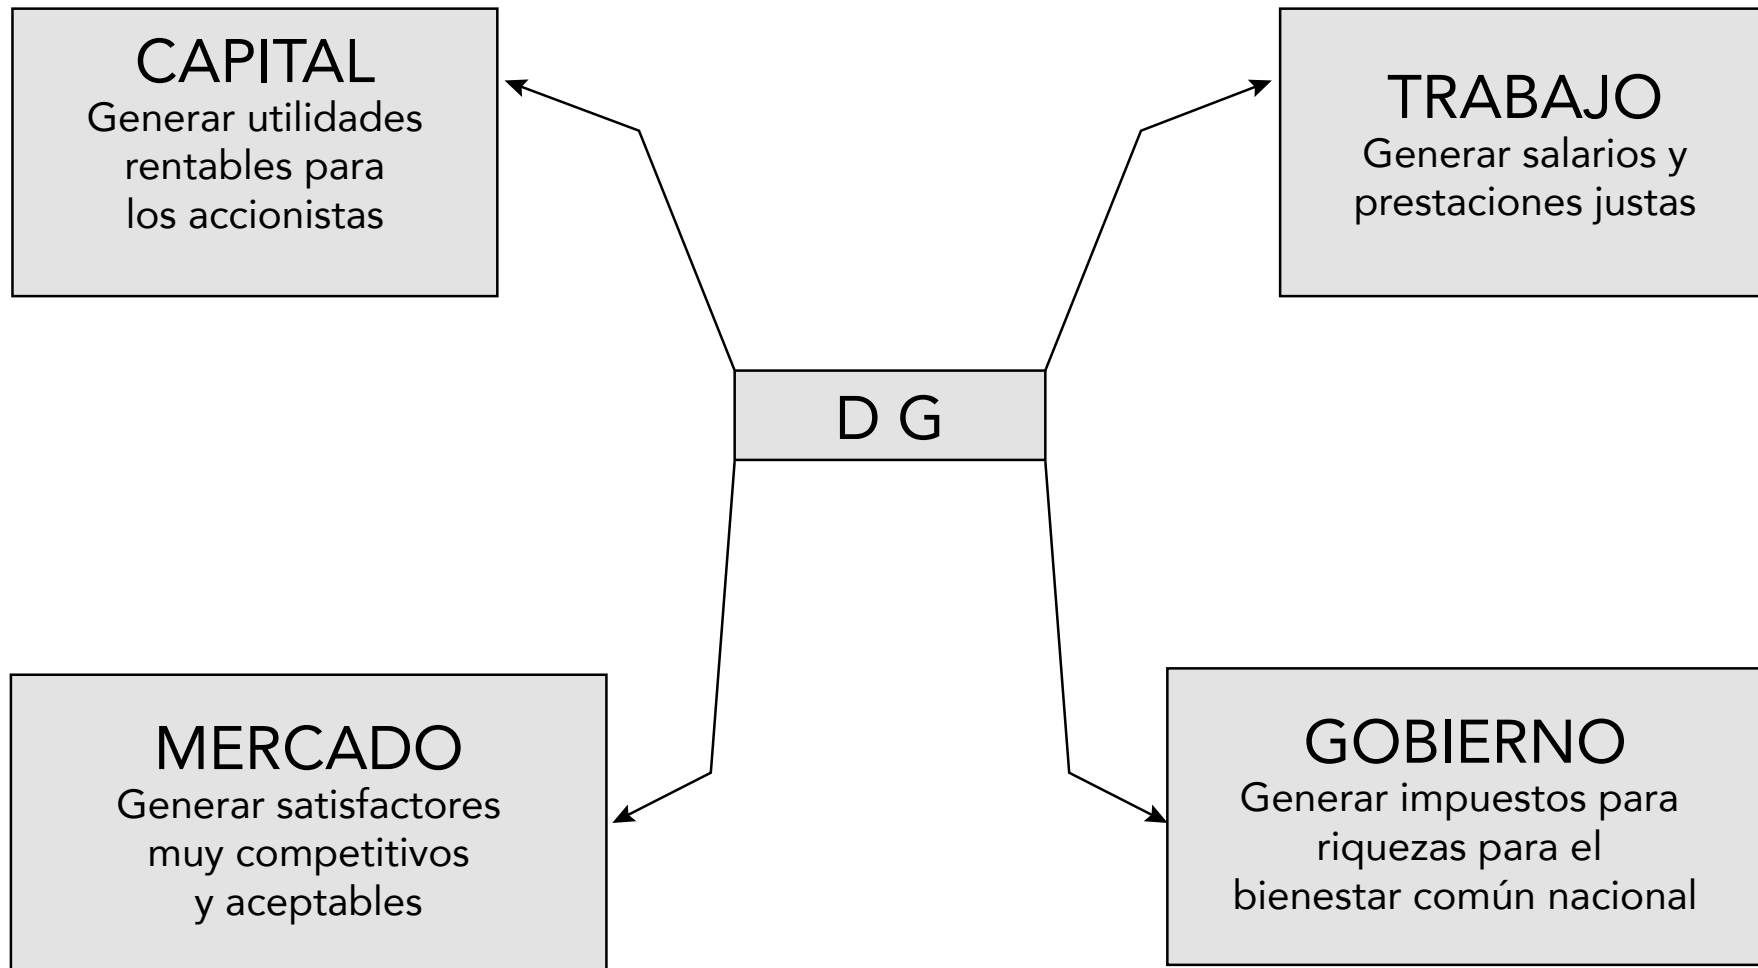 CAPITAL
Generar utilidades
rentables para
los accionistas
TRABAJO
Generar salarios y
prestaciones justas
D G
MERCADO
Generar satisfactores
muy competitivos
y aceptables
GOBIERNO
Generar impuestos para
riquezas para el
bienestar común nacional